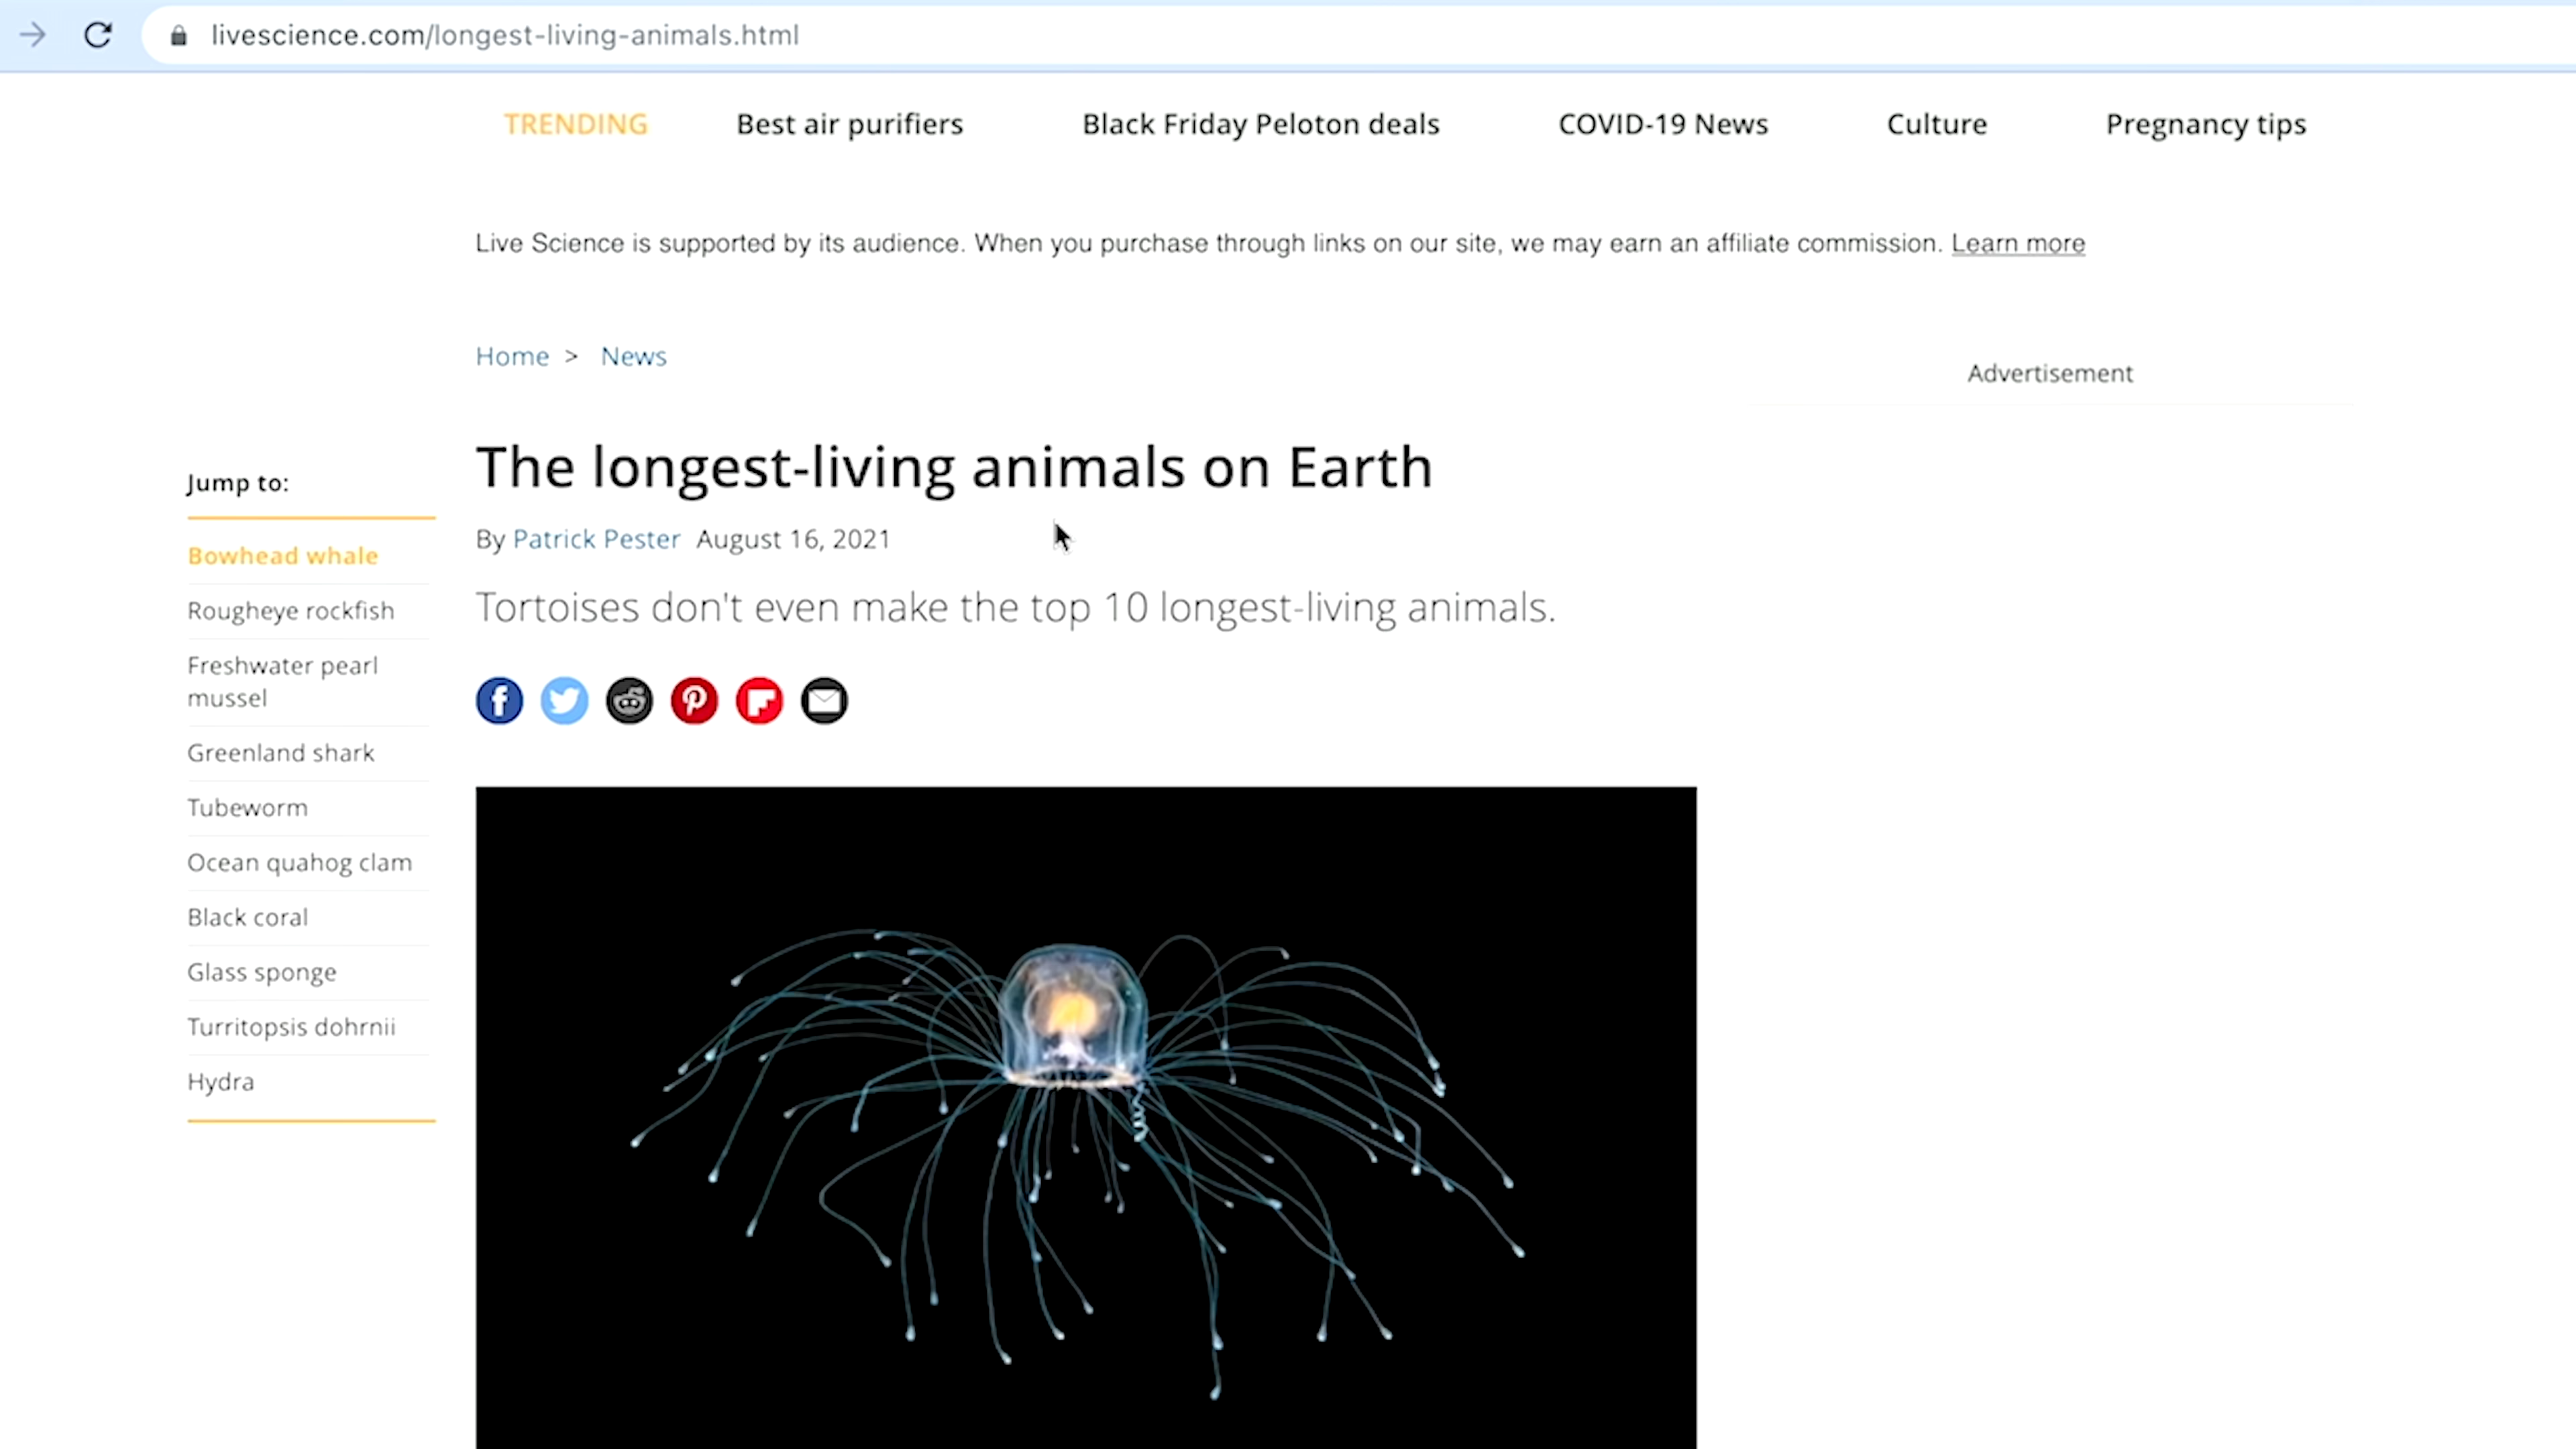 livescience.com/longest-living-animals.html
TRENDING Best air purifiers Black Friday Peloton deals COVID-19 News Culture Pregnancy tips
Live Science is supported by its audience. When you purchase through links on our site, we may earn an affiliate commission. Learn more
Home > News
Advertisement
The longest-living animals on Earth
By Patrick Pester August 16, 2021
Tortoises don't even make the top 10 longest-living animals.
Jump to:
Bowhead whale
Rougheye rockfish
Freshwater pearl
mussel
Greenland shark
Tubeworm
Ocean quahog clam
Black coral
Glass sponge
Turritopsis dohrnii
Hydra